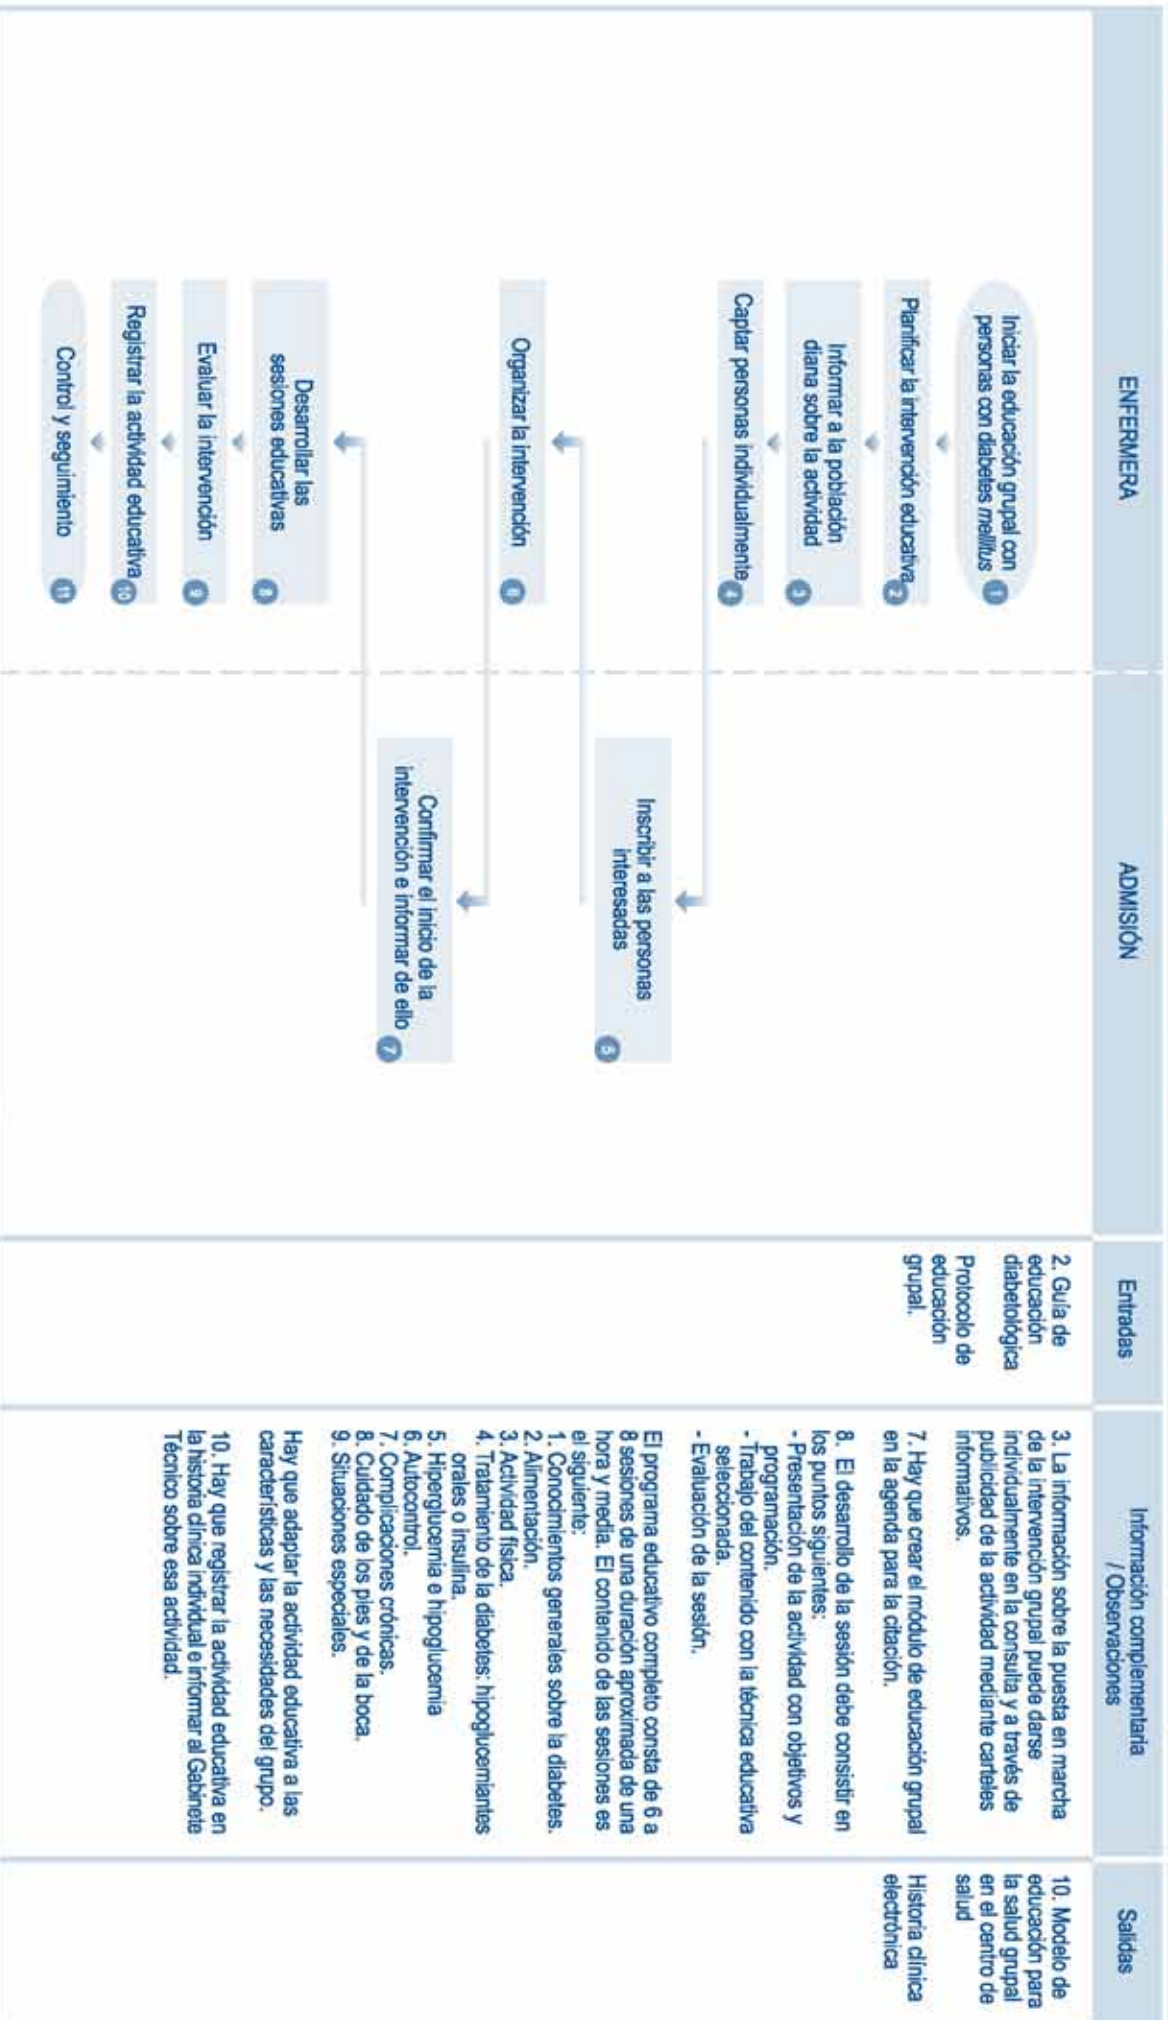 ENFERMERA
ADMISIÓN
Entradas
Información complementaria
/ Observaciones
Salidas
Iniciar la educación grupal con
personas con diabetes mellitus
1
Planificar la intervención educativa
2
Informar a la población
diana sobre la actividad
3
Captar personas individualmente
4
Inscribir a las personas
interesadas
5
Organizar la intervención
6
Confirmar el inicio de la
intervención e informar de ello
7
Desarrollar las
sesiones educativas
8
Evaluar la intervención
9
Registrar la actividad educativa
10
Control y seguimiento
11
2. Guía de
educación
diabetológica
Protocolo de
educación
grupal.
3. La información sobre la puesta en marcha
de la intervención grupal puede darse
individualmente en la consulta y a través de
publicidad de la actividad mediante carteles
informativos.
7. Hay que crear el módulo de educación grupal
en la agenda para la citación.
8. El desarrollo de la sesión debe consistir en
los puntos siguientes:
- Presentación de la actividad con objetivos y
programación.
- Trabajo del contenido con la técnica educativa
seleccionada.
- Evaluación de la sesión.
El programa educativo completo consta de 6 a
8 sesiones de una duración aproximada de una
hora y media. El contenido de las sesiones es
el siguiente:
1. Conocimientos generales sobre la diabetes.
2. Alimentación.
3. Actividad física.
4. Tratamiento de la diabetes: hipoglucemiantes
orales o insulina.
5. Hiperglucemia e hipoglucemia
6. Autocontrol.
7. Complicaciones crónicas.
8. Cuidado de los pies y de la boca.
9. Situaciones especiales.
Hay que adaptar la actividad educativa a las
características y las necesidades del grupo.
10. Hay que registrar la actividad educativa en
la historia clínica individual e informar al Gabinete
Técnico sobre esa actividad.
10. Modelo de
educación para
la salud grupal
en el centro de
salud
Historia clínica
electrónica